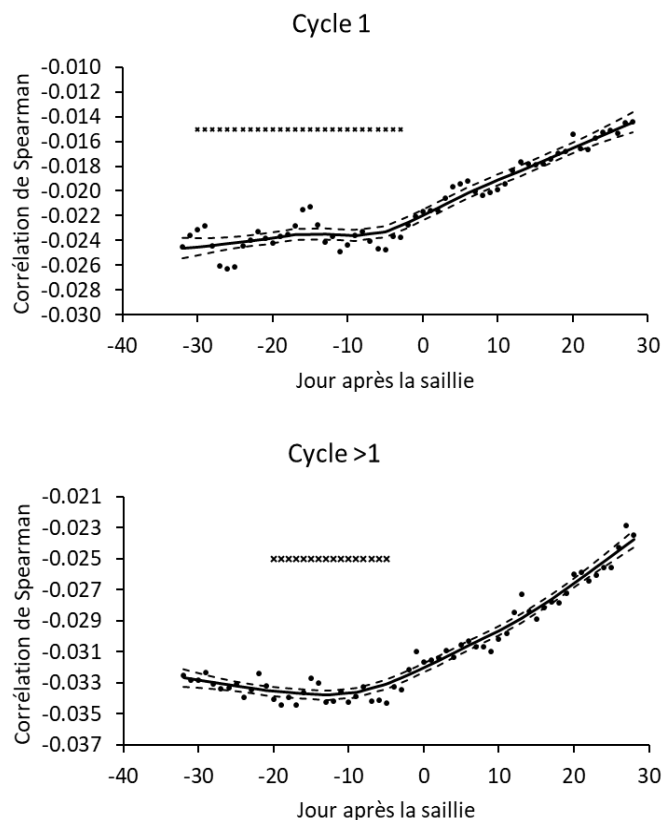 Cycle 1
Corrélation de Spearman
-0.010
-0.012
-0.014
-0.016
-0.018
-0.020
-0.022
-0.024
-0.026
-0.028
-0.030
-40 -30 -20 -10 0 10 20 30
Jour après la saillie
Cycle >1
Corrélation de Spearman
-0.021
-0.023
-0.025
-0.027
-0.029
-0.031
-0.033
-0.035
-0.037
-40 -30 -20 -10 0 10 20 30
Jour après la saillie